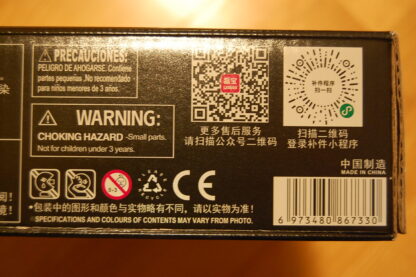 染
PRECAUCIONES:
PELIGRO DE AHOGARSE. Contiene
partes pequeñas. No recomendado
para niños menores de 3 años.
WARNING:
CHOKING HAZARD -Small parts.
Not for children under 3 years.
更多售后服务
请扫描公众号二维码
补件程序
扫一扫
扫描二维码
登录补件小程序
0-3
CE
中国制造
MADE IN CHINA
*包装中的图形和颜色与实物略有不同，请以实物为准！
SPECIFICATIONS AND COLOURS OF CONTENTS MAY VARY FROM PHOTO.
6 973480 867330